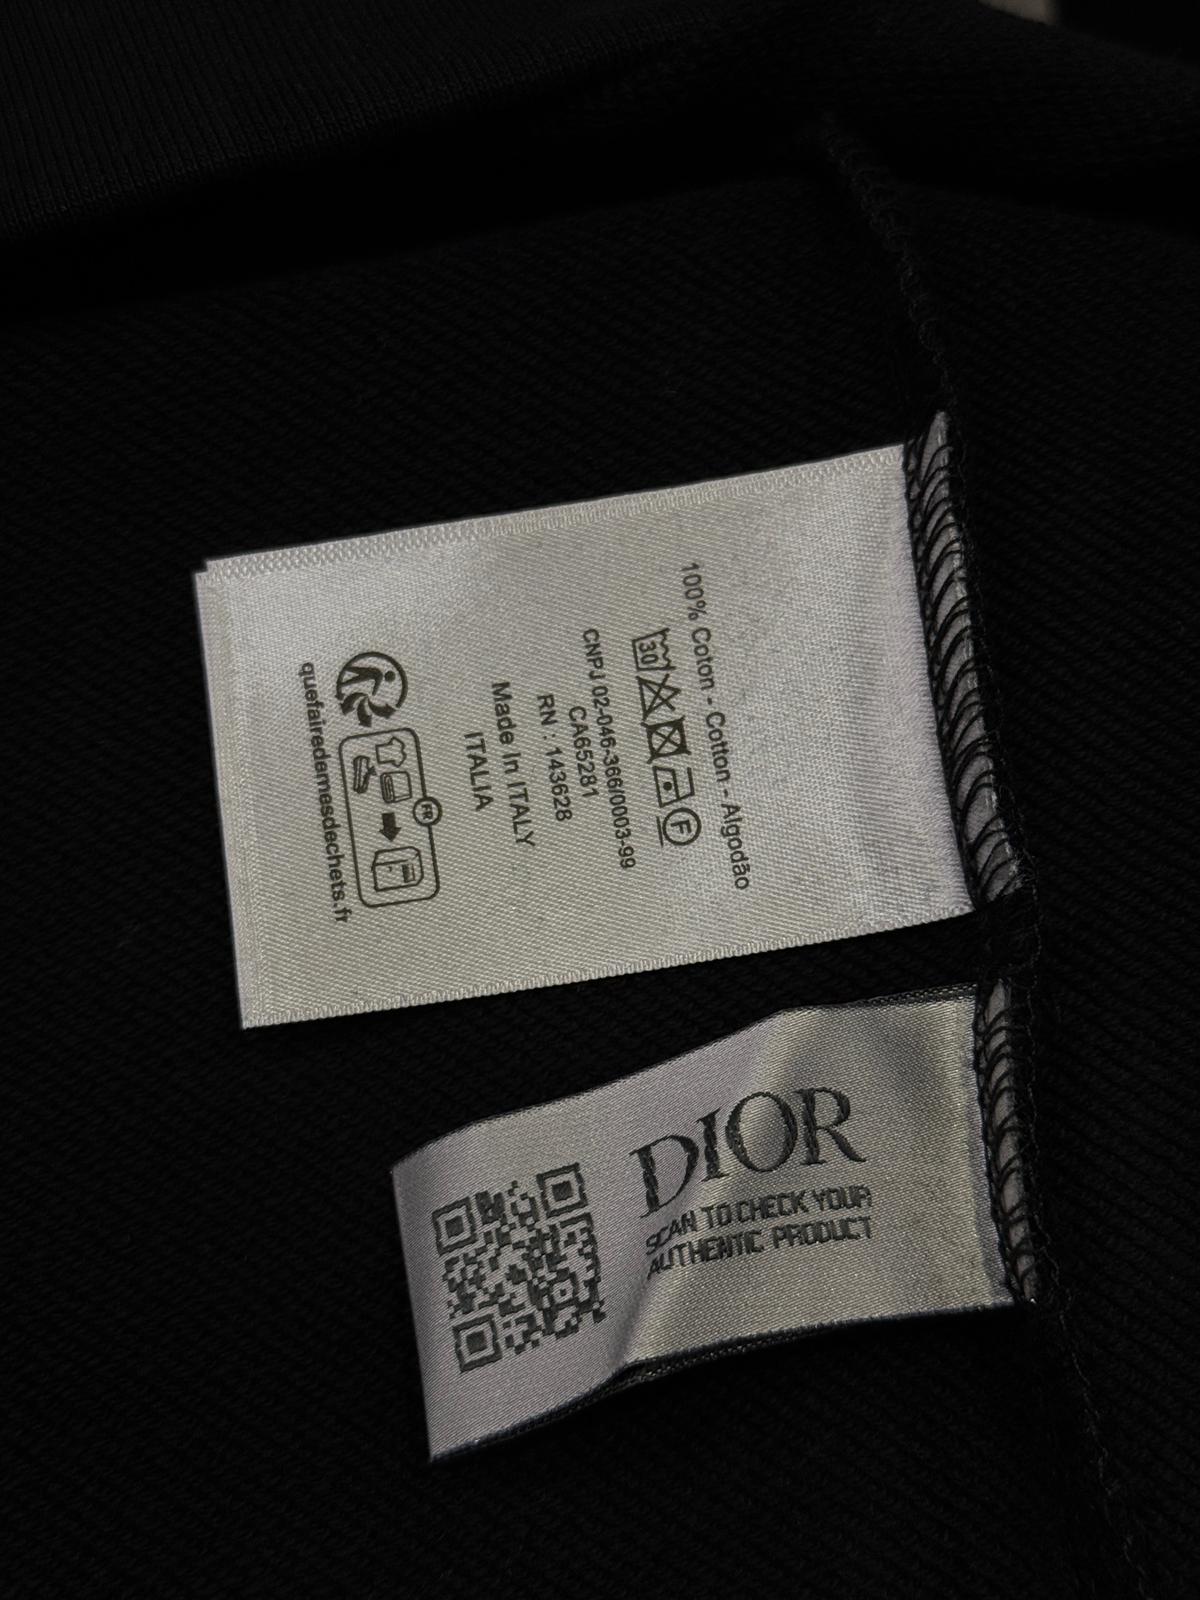 100% Coton - Cotton - Algodão
30 F
CNPJ 02-046-366/0003-99
CA65281
RN : 143628
Made In ITALY
ITALIA
FR
quefairedemesdechets.fr
DIOR
SCAN TO CHECK YOUR
AUTHENTIC PRODUCT